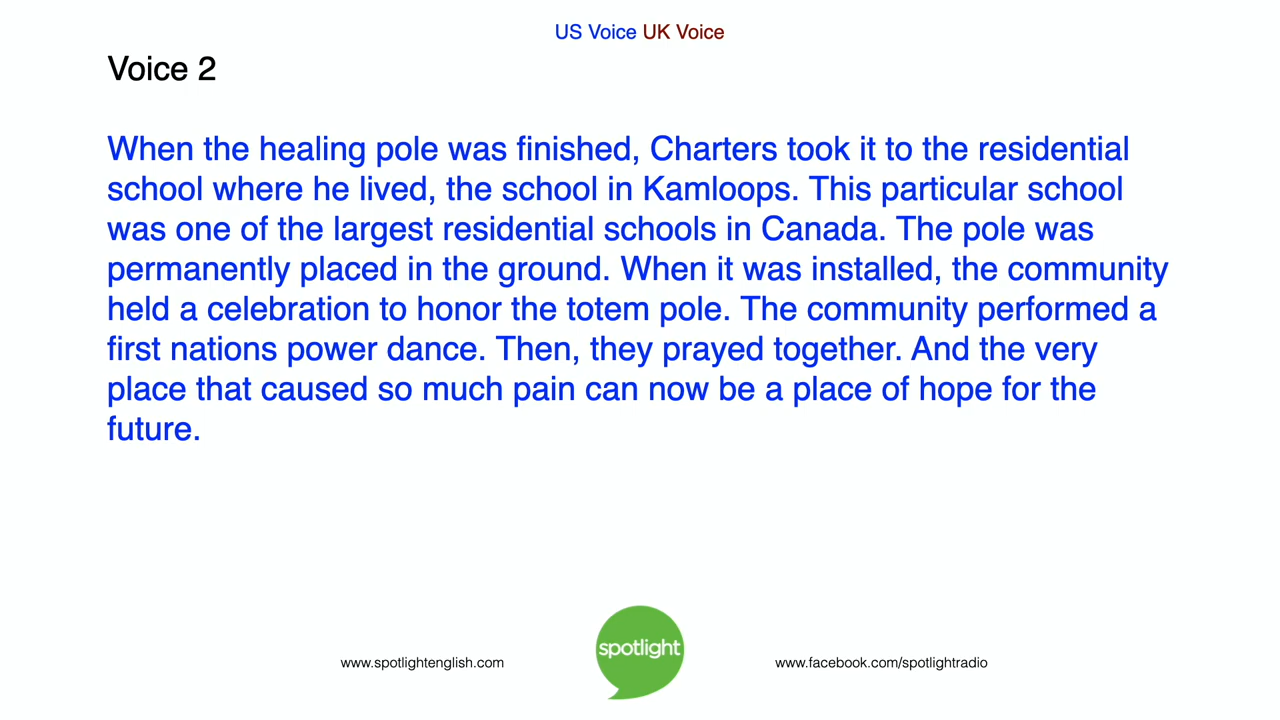 US Voice UK Voice
Voice 2
When the healing pole was finished, Charters took it to the residential
school where he lived, the school in Kamloops. This particular school
was one of the largest residential schools in Canada. The pole was
permanently placed in the ground. When it was installed, the community
held a celebration to honor the totem pole. The community performed a
first nations power dance. Then, they prayed together. And the very
place that caused so much pain can now be a place of hope for the
future.
spotlight
www.spotlightenglish.com
www.facebook.com/spotlightradio